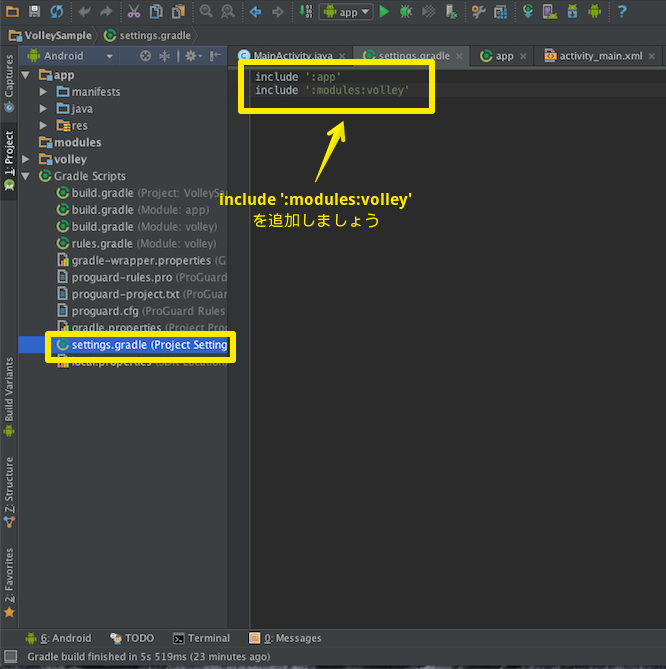 app
VolleySample
settings.gradle
Android
MainActivity.java
settings.gradle
app
activity_main.xml
include ':app'
include ':modules:volley'
app
manifests
java
res
modules
volley
Gradle Scripts
build.gradle (Project: VolleySa
build.gradle (Module: app)
build.gradle (Module: volley)
rules.gradle (Module: volley)
gradle-wrapper.properties (G
proguard-rules.pro (ProGuard
proguard-project.txt (ProGuard
proguard.cfg (ProGuard Rules
gradle.properties (Project Prop
settings.gradle (Project Setting
local.properties (SDK Location)
include ':modules:volley'
を追加しましょう
Captures
1: Project
Build Variants
Z: Structure
2: Favorites
6: Android
TODO
Terminal
0: Messages
Gradle build finished in 5s 519ms (23 minutes ago)